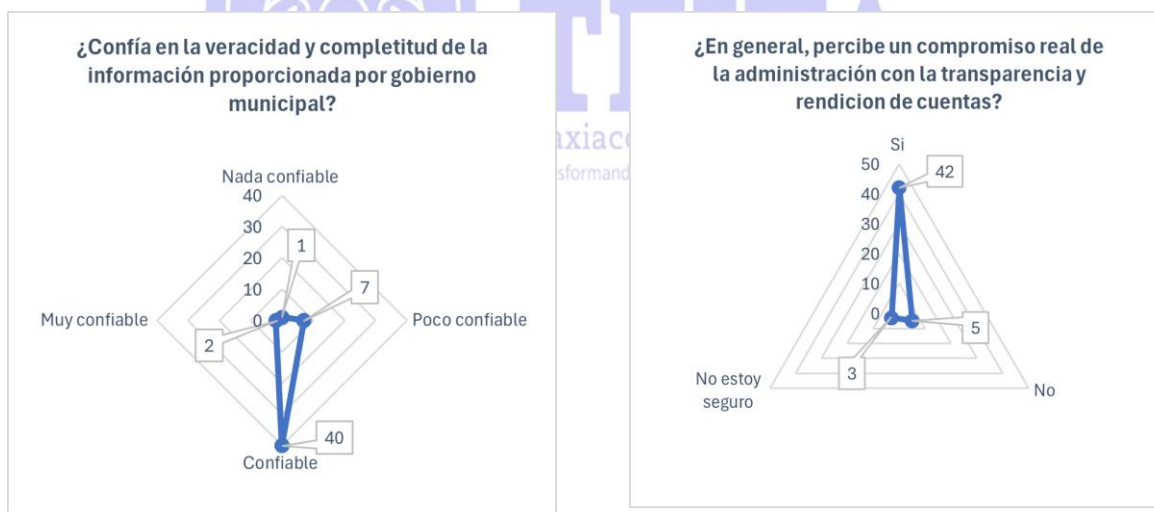 ¿Confía en la veracidad y completitud de la
información proporcionada por gobierno
municipal?
Nada confiable
40
30
20
10
0
1
7
Muy confiable
Poco confiable
2
40
Confiable
¿En general, percibe un compromiso real de
la administración con la transparencia y
rendicion de cuentas?
Si
50
40
30
20
10
0
42
5
3
No estoy
seguro
No